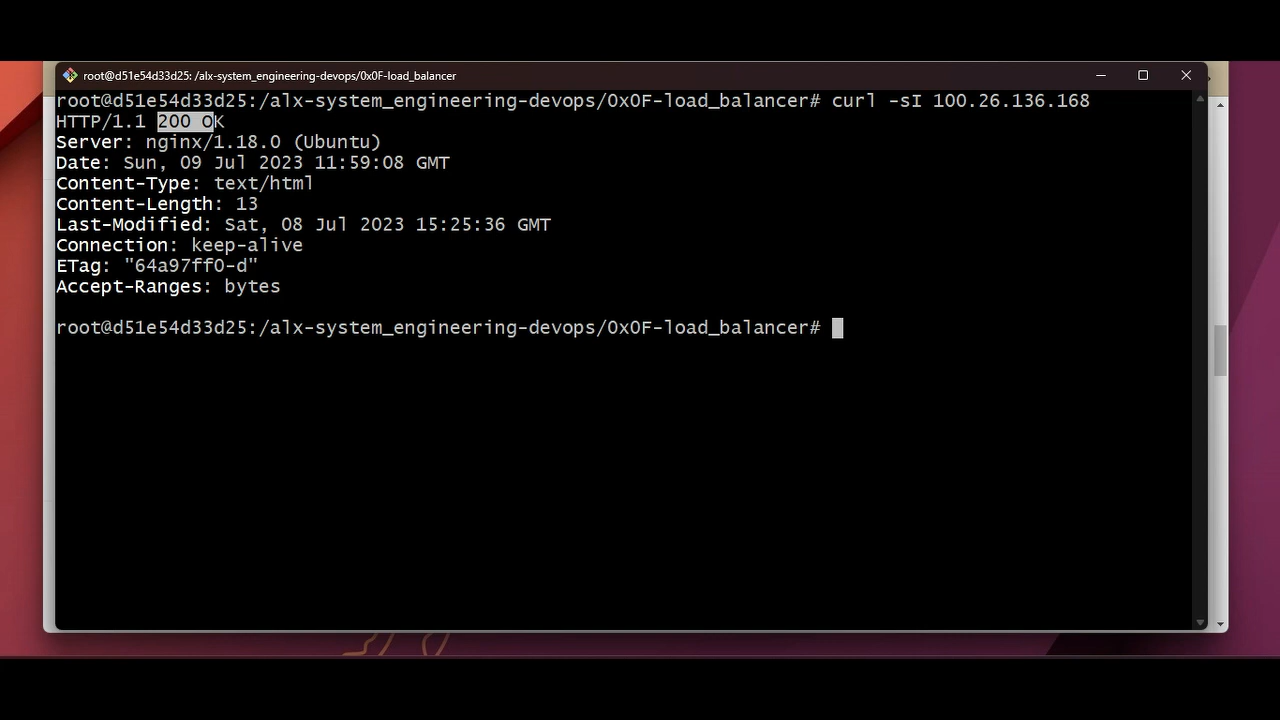 root@d51e54d33d25: /alx-system_engineering-devops/0x0F-load_balancer
root@d51e54d33d25:/alx-system_engineering-devops/0x0F-load_balancer# curl -sI 100.26.136.168
HTTP/1.1 200 OK
Server: nginx/1.18.0 (Ubuntu)
Date: Sun, 09 Jul 2023 11:59:08 GMT
Content-Type: text/html
Content-Length: 13
Last-Modified: Sat, 08 Jul 2023 15:25:36 GMT
Connection: keep-alive
ETag: "64a97ff0-d"
Accept-Ranges: bytes
root@d51e54d33d25:/alx-system_engineering-devops/0x0F-load_balancer#